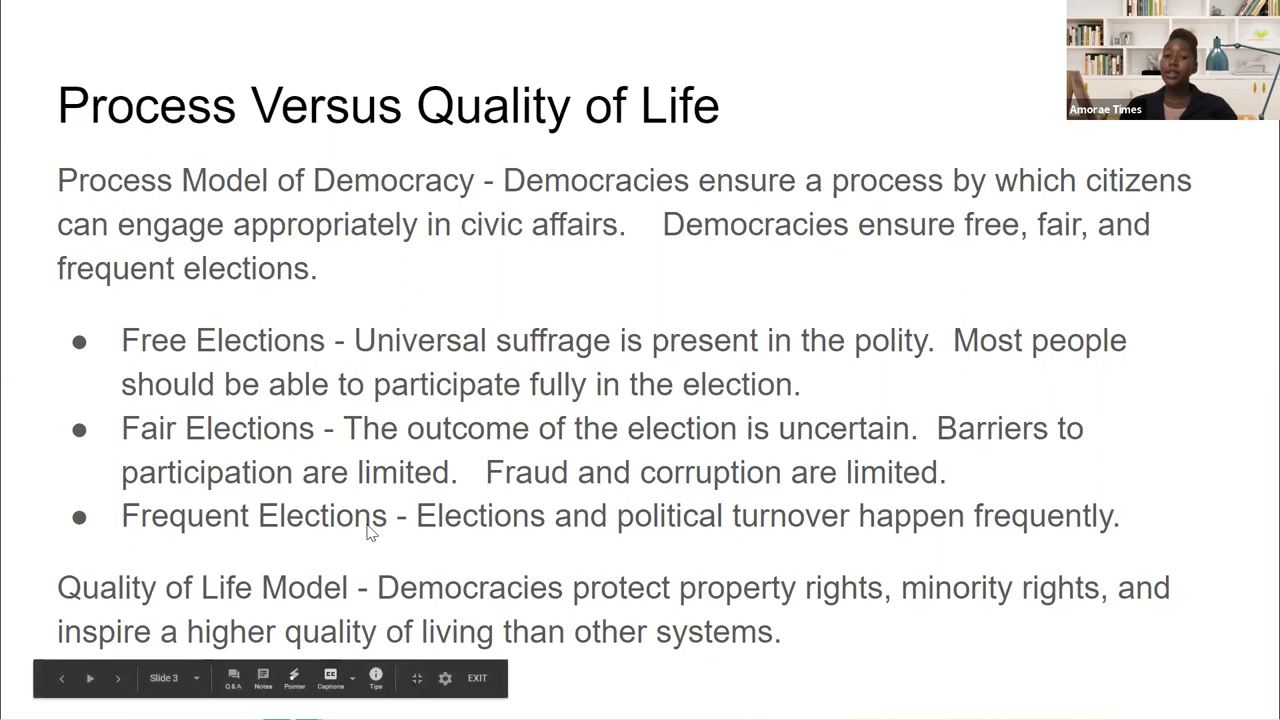 Process Versus Quality of Life
Amorae Times
Process Model of Democracy - Democracies ensure a process by which citizens
can engage appropriately in civic affairs. Democracies ensure free, fair, and
frequent elections.
● Free Elections - Universal suffrage is present in the polity. Most people
should be able to participate fully in the election.
● Fair Elections - The outcome of the election is uncertain. Barriers to
participation are limited. Fraud and corruption are limited.
● Frequent Elections - Elections and political turnover happen frequently.
Quality of Life Model - Democracies protect property rights, minority rights, and
inspire a higher quality of living than other systems.
Slide 3 Q & A Notes Pointer CC Captions Tips EXIT